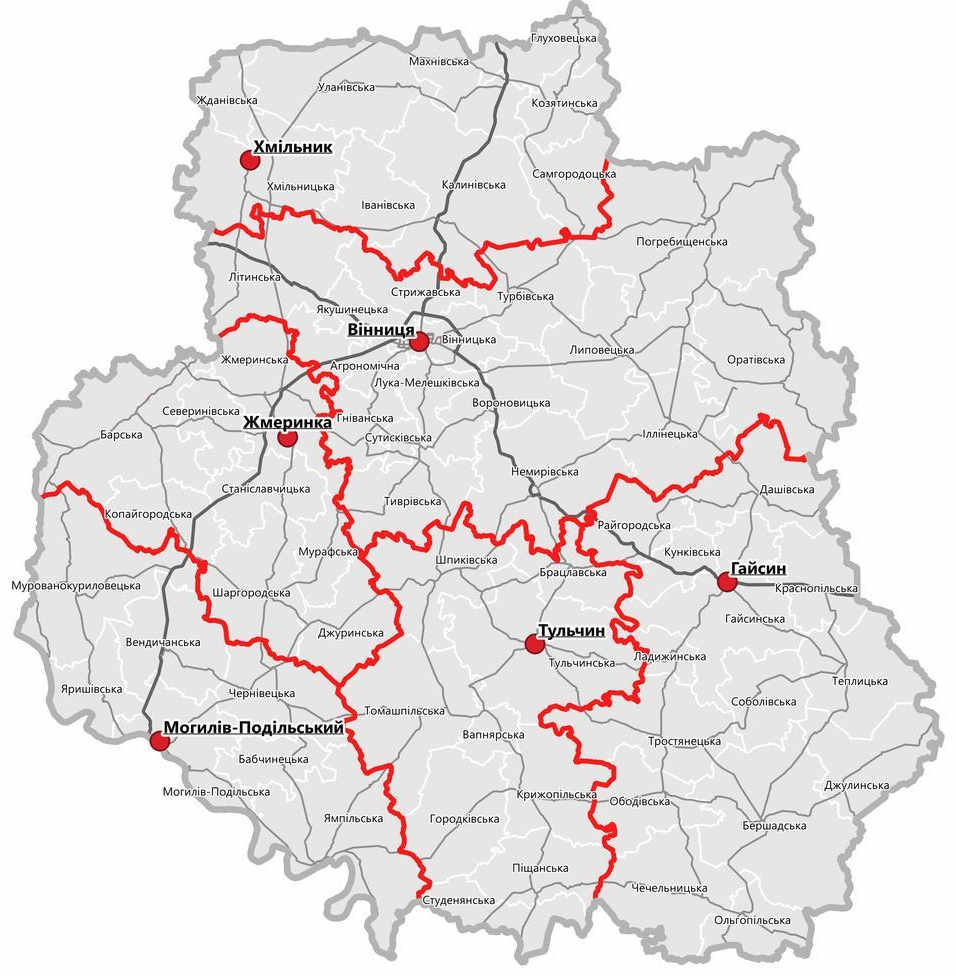 Глуховецька
Махнівська
Уланівська
Жданівська
Козятинська
Хмільник
Самгородоцька
Хмільницька
Калинівська
Іванівська
Погребищенська
Літинська
Стрижавська
Турбівська
Якушинецька
Вінниця
Вінницька
Липовецька
Жмеринська
Оратівська
Агрономічна
Лука-Мелешківська
Вороновицька
Северинівська
Гніванська
Жмеринка
Барська
Сутисківська
Іллінецька
Немирівська
Станіславчицька
Дашівська
Тиврівська
Копайгородська
Райгородська
Мурафська
Кунківська
Шпиківська
Гайсин
Брацлавська
Мурованокуриловецька
Краснопільська
Шаргородська
Гайсинська
Джуринська
Тульчин
Вендичанська
Ладижинська
Тульчинська
Теплицька
Яришівська
Чернівецька
Соболівська
Томашпільська
Могилів-Подільський
Вапнярська
Тростянецька
Бабчинецька
Джулинська
Могилів-Подільська
Крижопільська
Ободівська
Ямпільська
Городківська
Бершадська
Піщанська
Чечельницька
Студенянська
Ольгопільська